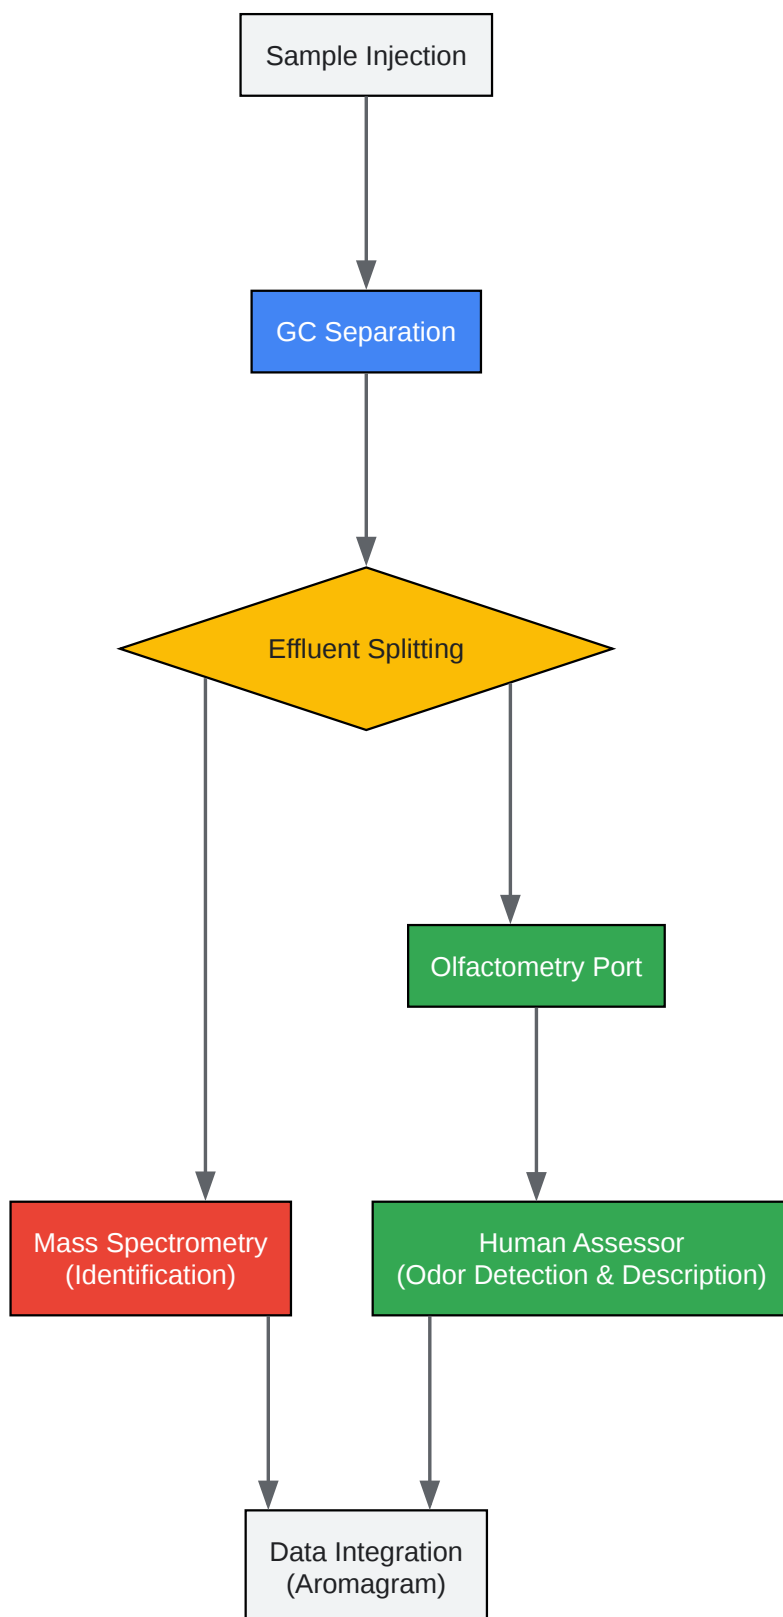 Sample Injection
GC Separation
Effluent Splitting
Olfactometry Port
Mass Spectrometry
(Identification)
Human Assessor
(Odor Detection & Description)
Data Integration
(Aromagram)